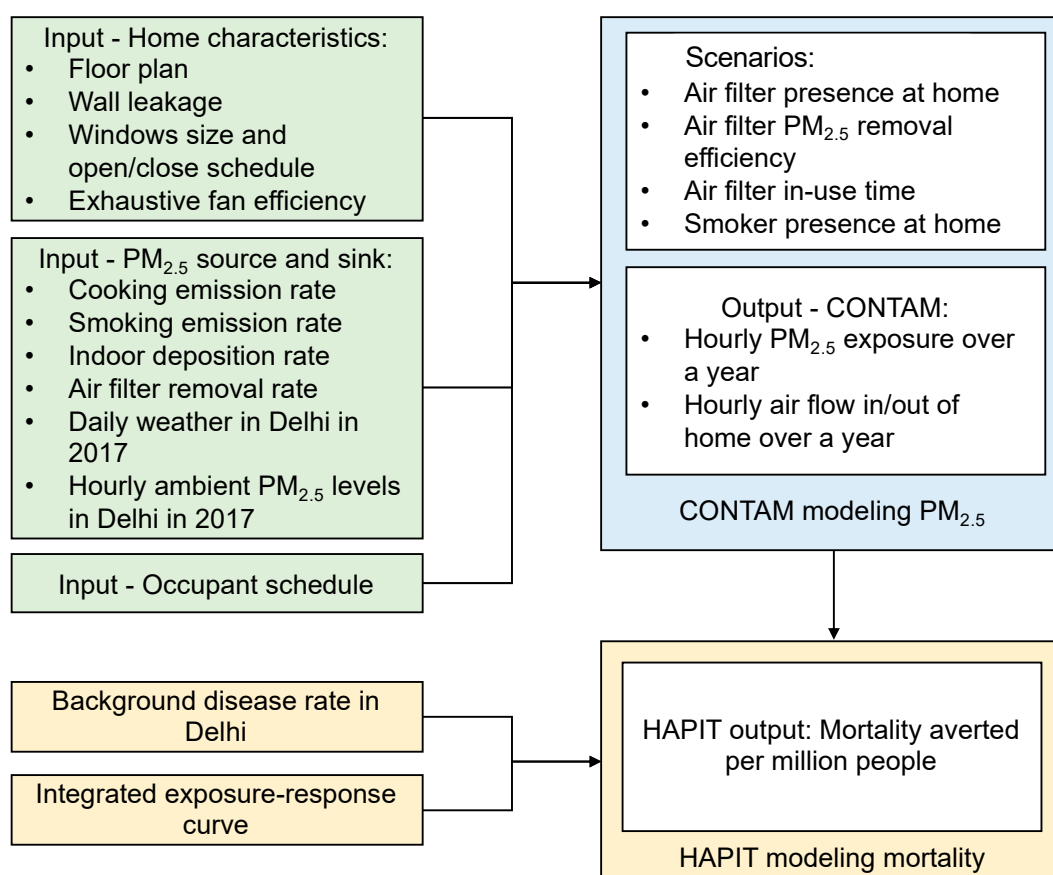 Input - Home characteristics:
• Floor plan
• Wall leakage
• Windows size and
open/close schedule
• Exhaustive fan efficiency
Input - PM2.5 source and sink:
• Cooking emission rate
• Smoking emission rate
• Indoor deposition rate
• Air filter removal rate
• Daily weather in Delhi in
2017
• Hourly ambient PM2.5 levels
in Delhi in 2017
Input - Occupant schedule
Background disease rate in
Delhi
Integrated exposure-response
curve
Scenarios:
• Air filter presence at home
• Air filter PM2.5 removal
efficiency
• Air filter in-use time
• Smoker presence at home
Output - CONTAM:
• Hourly PM2.5 exposure over
a year
• Hourly air flow in/out of
home over a year
CONTAM modeling PM2.5
HAPIT output: Mortality averted
per million people
HAPIT modeling mortality